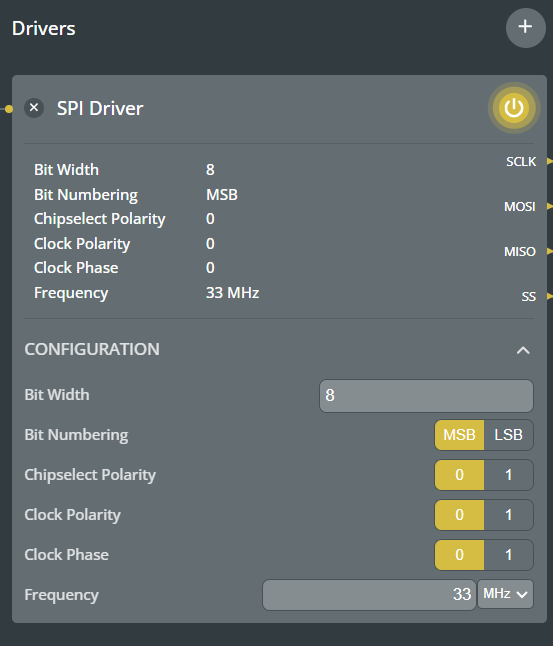 Drivers
+
SPI Driver
Bit Width 8
SCLK
Bit Numbering MSB
Chipselect Polarity 0
MOSI
Clock Polarity 0
MISO
Clock Phase 0
Frequency 33 MHz
SS
CONFIGURATION
Bit Width 8
Bit Numbering MSB LSB
Chipselect Polarity 0 1
Clock Polarity 0 1
Clock Phase 0 1
Frequency 33 MHz